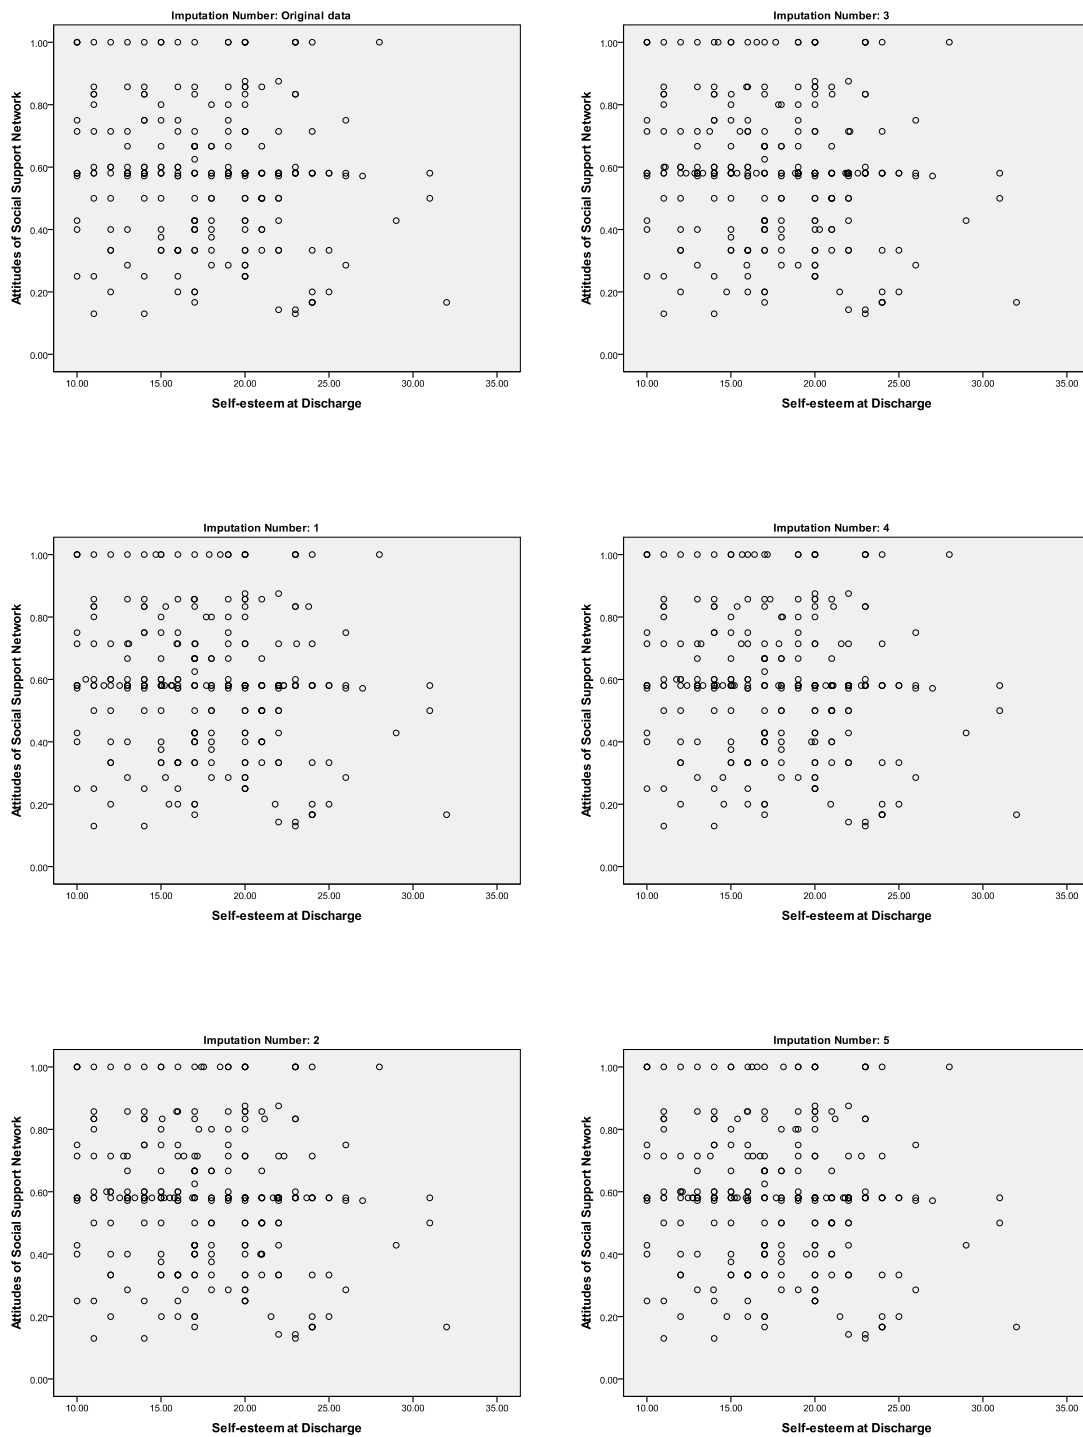 Imputation Number: Original data
Attitudes of Social Support Network
1.00
0.80
0.60
0.40
0.20
0.00
10.00 15.00 20.00 25.00 30.00 35.00
Self-esteem at Discharge
Imputation Number: 3
Attitudes of Social Support Network
1.00
0.80
0.60
0.40
0.20
0.00
10.00 15.00 20.00 25.00 30.00 35.00
Self-esteem at Discharge
Imputation Number: 1
Attitudes of Social Support Network
1.00
0.80
0.60
0.40
0.20
0.00
10.00 15.00 20.00 25.00 30.00 35.00
Self-esteem at Discharge
Imputation Number: 4
Attitudes of Social Support Network
1.00
0.80
0.60
0.40
0.20
0.00
10.00 15.00 20.00 25.00 30.00 35.00
Self-esteem at Discharge
Imputation Number: 2
Attitudes of Social Support Network
1.00
0.80
0.60
0.40
0.20
0.00
10.00 15.00 20.00 25.00 30.00 35.00
Self-esteem at Discharge
Imputation Number: 5
Attitudes of Social Support Network
1.00
0.80
0.60
0.40
0.20
0.00
10.00 15.00 20.00 25.00 30.00 35.00
Self-esteem at Discharge